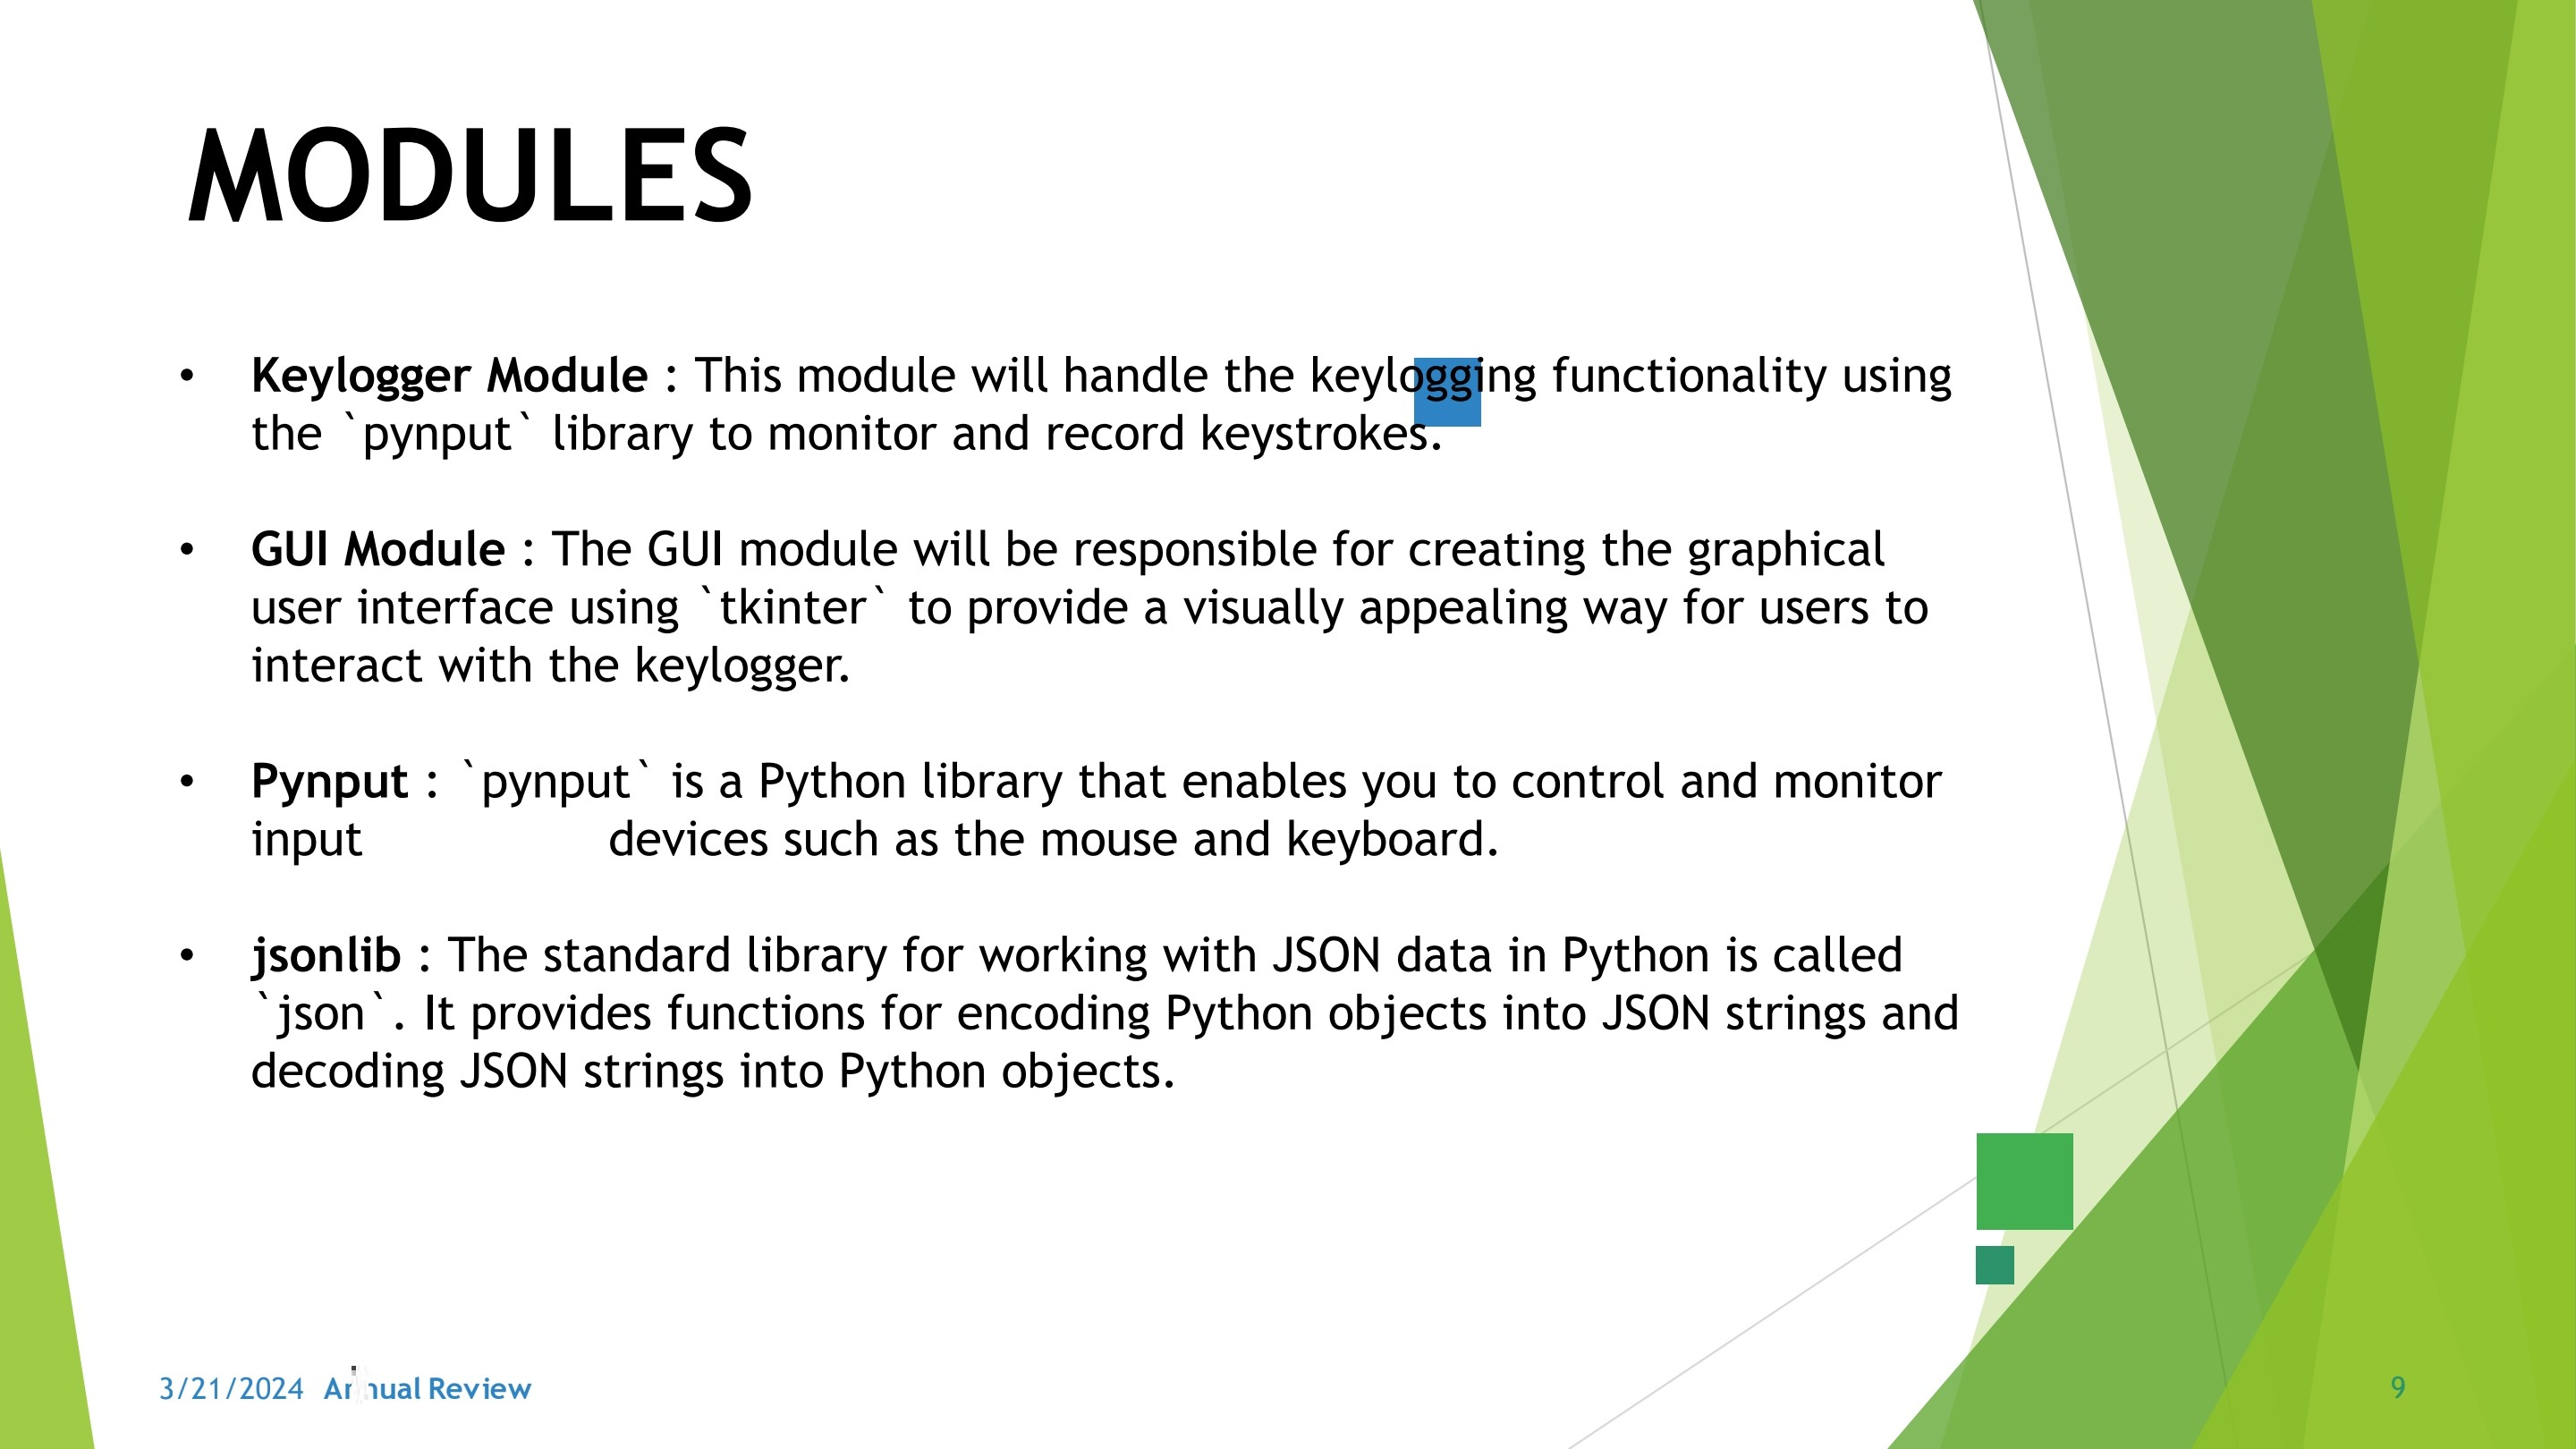 MODULES
• Keylogger Module : This module will handle the keylogging functionality using
the `pynput` library to monitor and record keystrokes.
• GUI Module : The GUI module will be responsible for creating the graphical
user interface using `tkinter` to provide a visually appealing way for users to
interact with the keylogger.
• Pynput : `pynput` is a Python library that enables you to control and monitor
input devices such as the mouse and keyboard.
• jsonlib : The standard library for working with JSON data in Python is called
`json`. It provides functions for encoding Python objects into JSON strings and
decoding JSON strings into Python objects.
3/21/2024 Annual Review
9